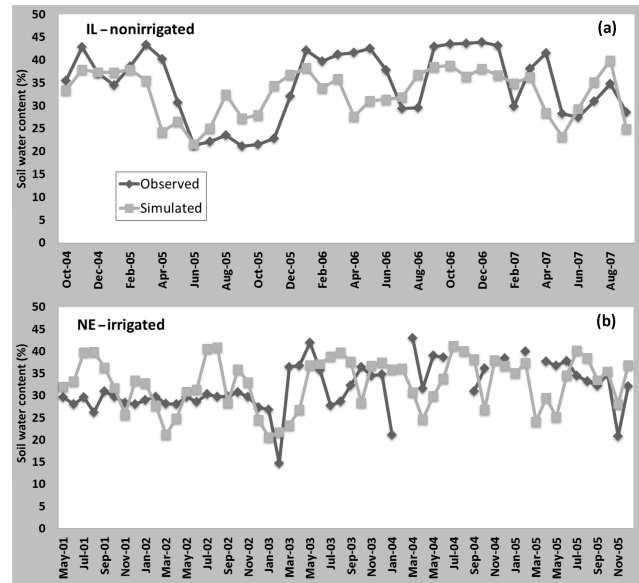 IL – nonirrigated
(a)
Soil water content (%)
50
45
40
35
30
25
20
15
10
5
0
Observed
Simulated
Oct-04
Dec-04
Feb-05
Apr-05
Jun-05
Aug-05
Oct-05
Dec-05
Feb-06
Apr-06
Jun-06
Aug-06
Oct-06
Dec-06
Feb-07
Apr-07
Jun-07
Aug-07
NE – irrigated
(b)
Soil water content (%)
50
45
40
35
30
25
20
15
10
5
0
May-01
Jul-01
Sep-01
Nov-01
Jan-02
Mar-02
May-02
Jul-02
Sep-02
Nov-02
Jan-03
Mar-03
May-03
Jul-03
Sep-03
Nov-03
Jan-04
Mar-04
May-04
Jul-04
Sep-04
Nov-04
Jan-05
Mar-05
May-05
Jul-05
Sep-05
Nov-05